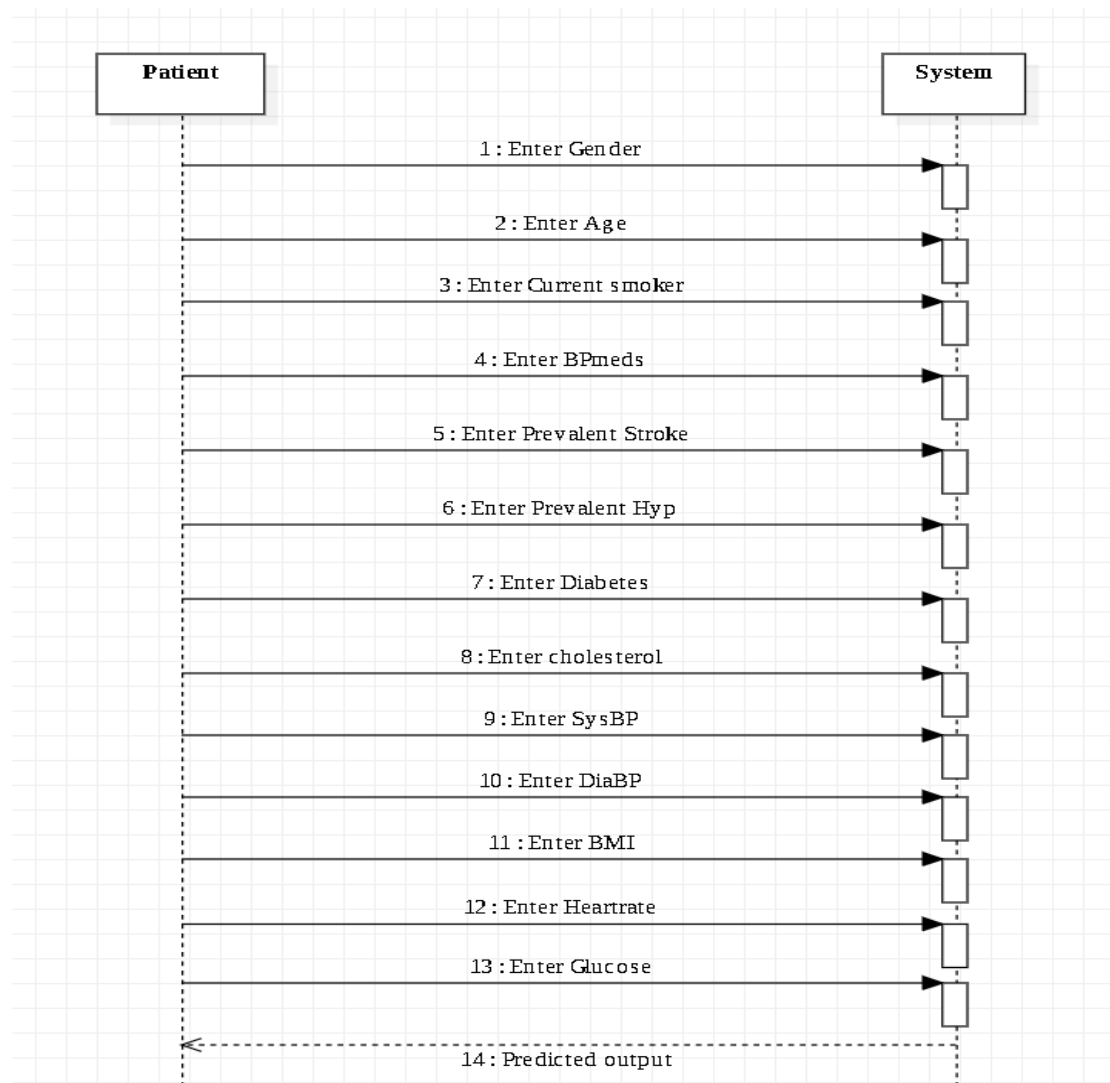 Patient
System
1 : Enter Gender
2 : Enter Age
3 : Enter Current smoker
4 : Enter BPmeds
5 : Enter Prevalent Stroke
6 : Enter Prevalent Hyp
7 : Enter Diabetes
8 : Enter cholesterol
9 : Enter SysBP
10 : Enter DiaBP
11 : Enter BMI
12 : Enter Heartrate
13 : Enter Glucose
14 : Predicted output